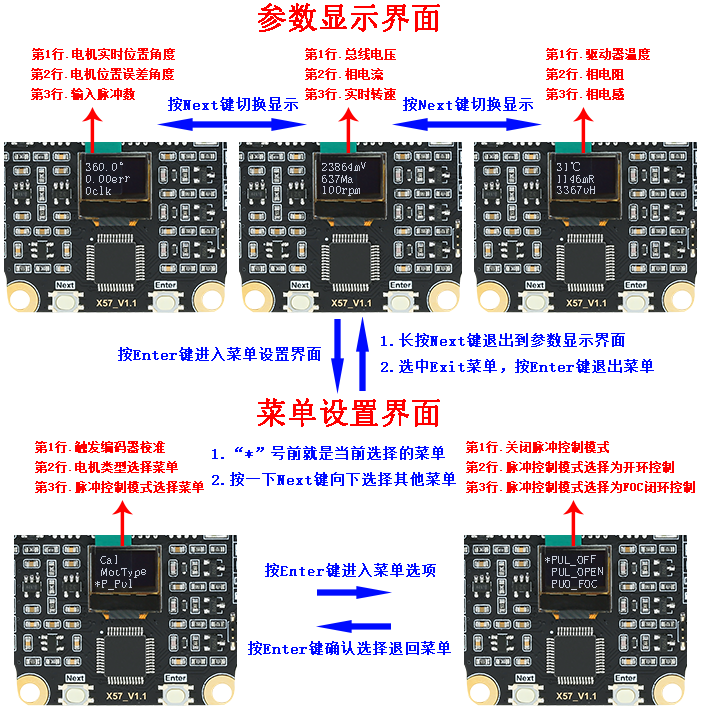 参数显示界面
第1行.电机实时位置角度
第2行.电机位置误差角度
第3行.输入脉冲数
按Next键切换显示
第1行.总线电压
第2行.相电流
第3行.实时转速
按Next键切换显示
第1行.驱动器温度
第2行.相电阻
第3行.相电感
360.0°
0.00err
0clk
Next
Enter
X57_V1.1
23864mV
637Ma
100rpm
Next
Enter
X57_V1.1
31℃
1146mR
3367uH
Next
Enter
X57_V1.1
按Enter键进入菜单设置界面
1.长按Next键退出到参数显示界面
2.选中Exit菜单，按Enter键退出菜单
菜单设置界面
第1行.触发编码器校准
第2行.电机类型选择菜单
第3行.脉冲控制模式选择菜单
1.“*”号前就是当前选择的菜单
2.按一下Next键向下选择其他菜单
第1行.关闭脉冲控制模式
第2行.脉冲控制模式选择为开环控制
第3行.脉冲控制模式选择为FOC闭环控制
Cal
MotType
*P_Pul
Next
Enter
X57_V1.1
按Enter键进入菜单选项
按Enter键确认选择退回菜单
*PUL_OFF
PUL_OPEN
PUO_FOC
Next
Enter
X57_V1.1